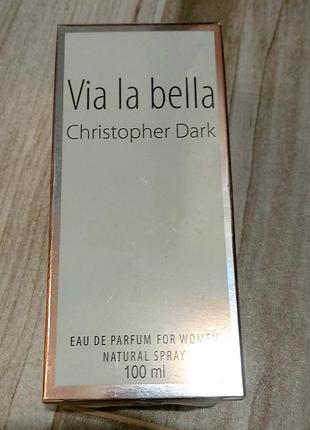 Via la bella
Christopher Dark
EAU DE PARFUM FOR WOMEN
NATURAL SPRAY
100 ml